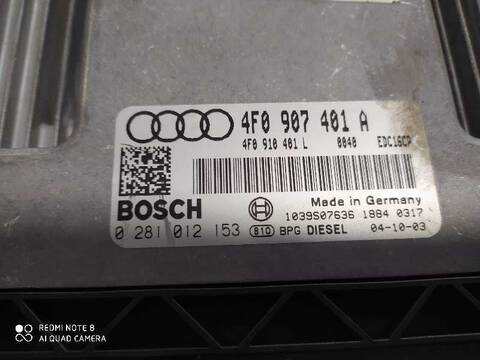 4F0 907 401 A
4F0 910 401 L 0040 EDC16CP
BOSCH
Made in Germany
1039S07636 1884 0317
0 281 012 153 B10 BPG DIESEL 04-10-03
REDMI NOTE 8
AI QUAD CAMERA